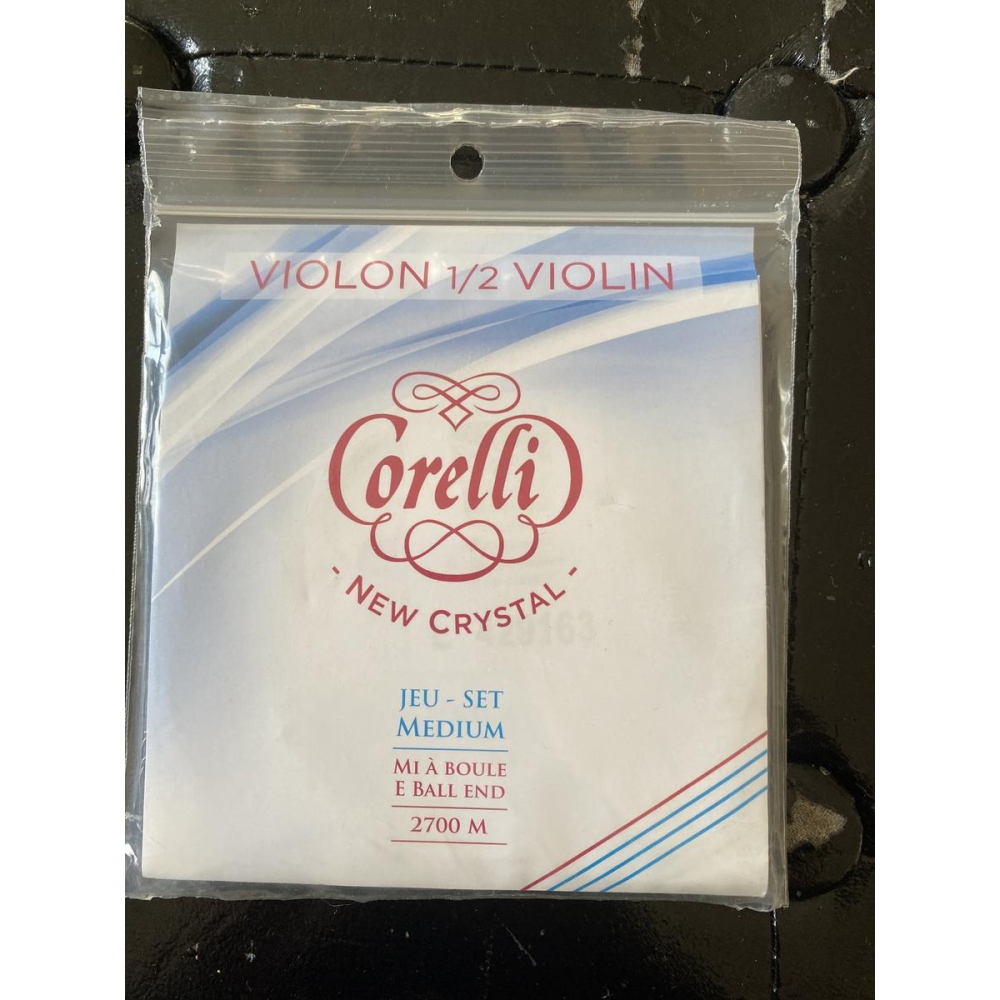 VIOLON 1/2 VIOLIN
Corelli
- NEW CRYSTAL -
JEU - SET
MEDIUM
MI À BOULE
E BALL END
2700 M